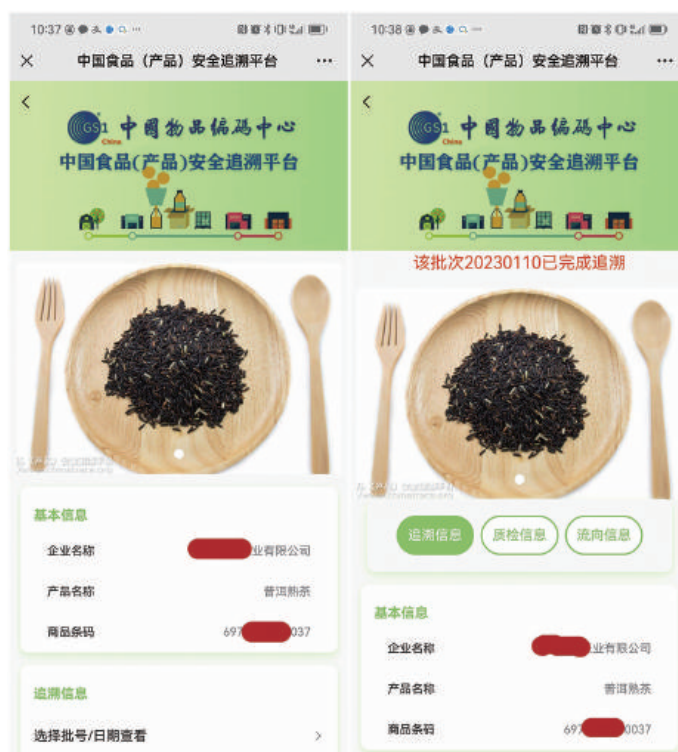 10:37
中国食品（产品）安全追溯平台
GS1
China
中國物品编码中心
中国食品(产品)安全追溯平台
基本信息
企业名称
业有限公司
产品名称
普洱熟茶
商品条码
697
037
追溯信息
选择批号/日期查看
10:38
中国食品（产品）安全追溯平台
GS1
China
中國物品编码中心
中国食品(产品)安全追溯平台
该批次20230110已完成追溯
追溯信息
质检信息
流向信息
基本信息
企业名称
业有限公司
产品名称
普洱熟茶
商品条码
697
0037